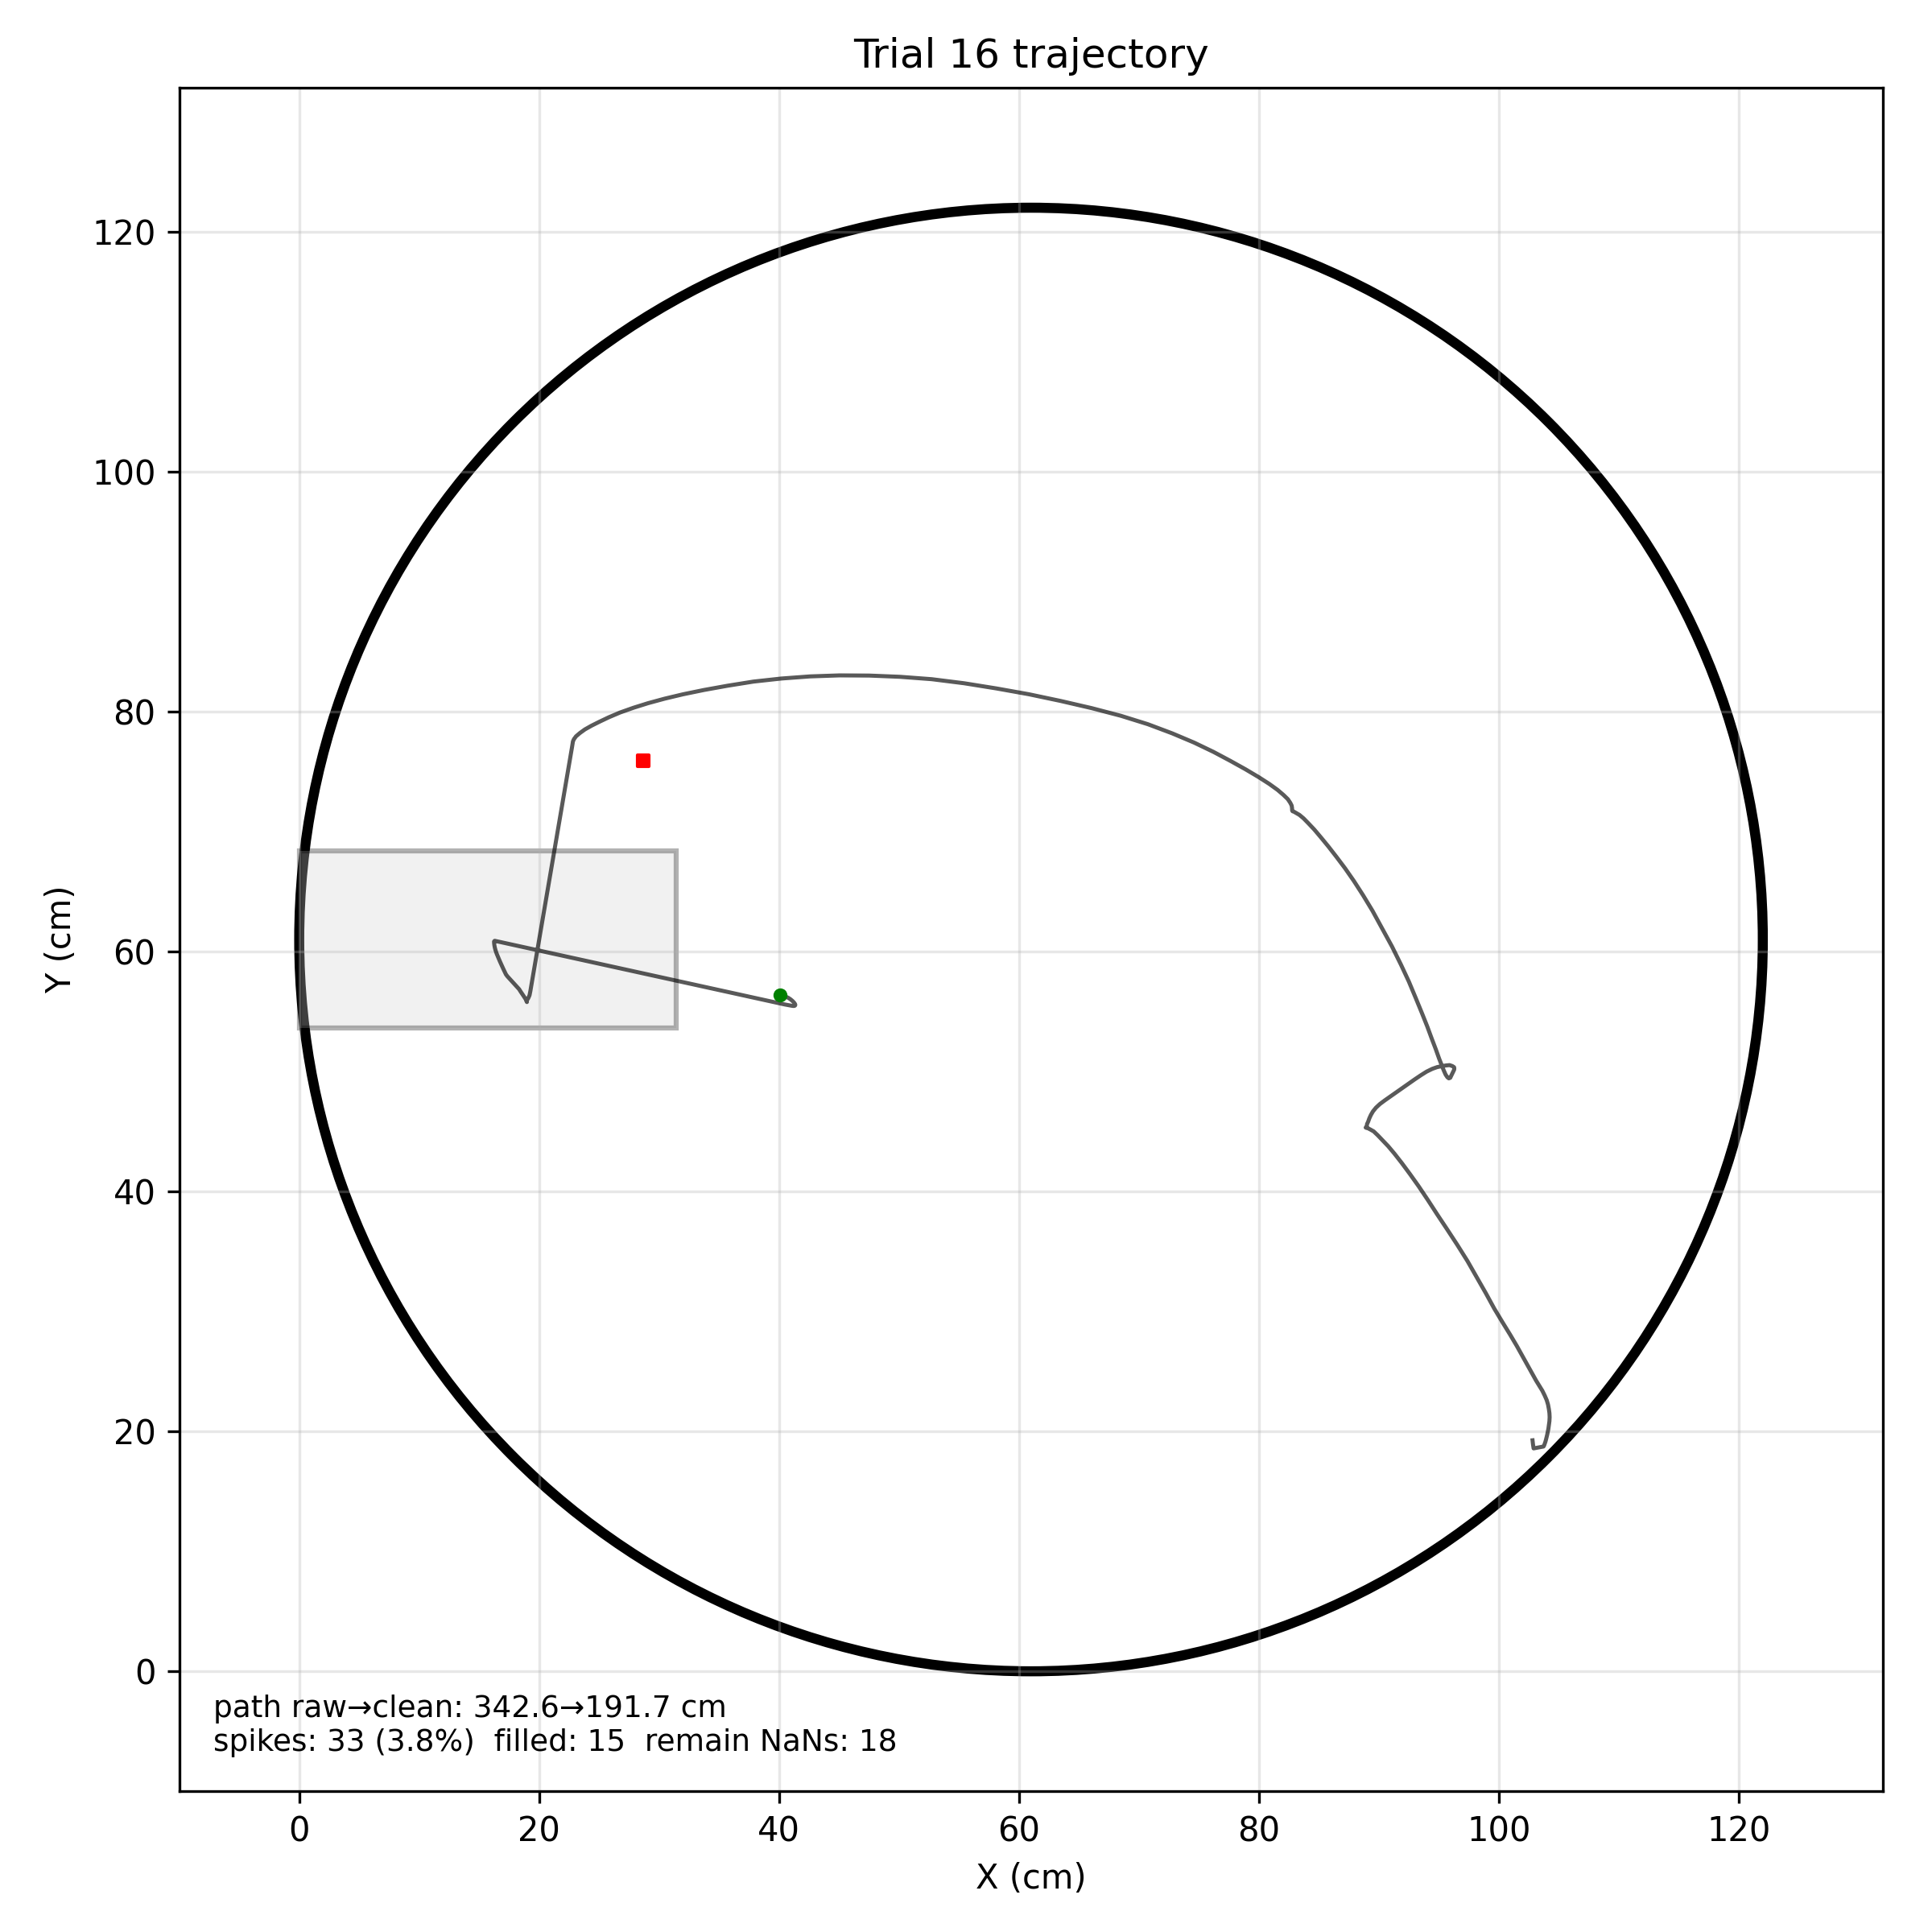 Trial 16 trajectory
120
100
80
60
40
20
0
Y (cm)
path raw→clean: 342.6→191.7 cm
spikes: 33 (3.8%)  filled: 15  remain NaNs: 18
0 20 40 60 80 100 120
X (cm)